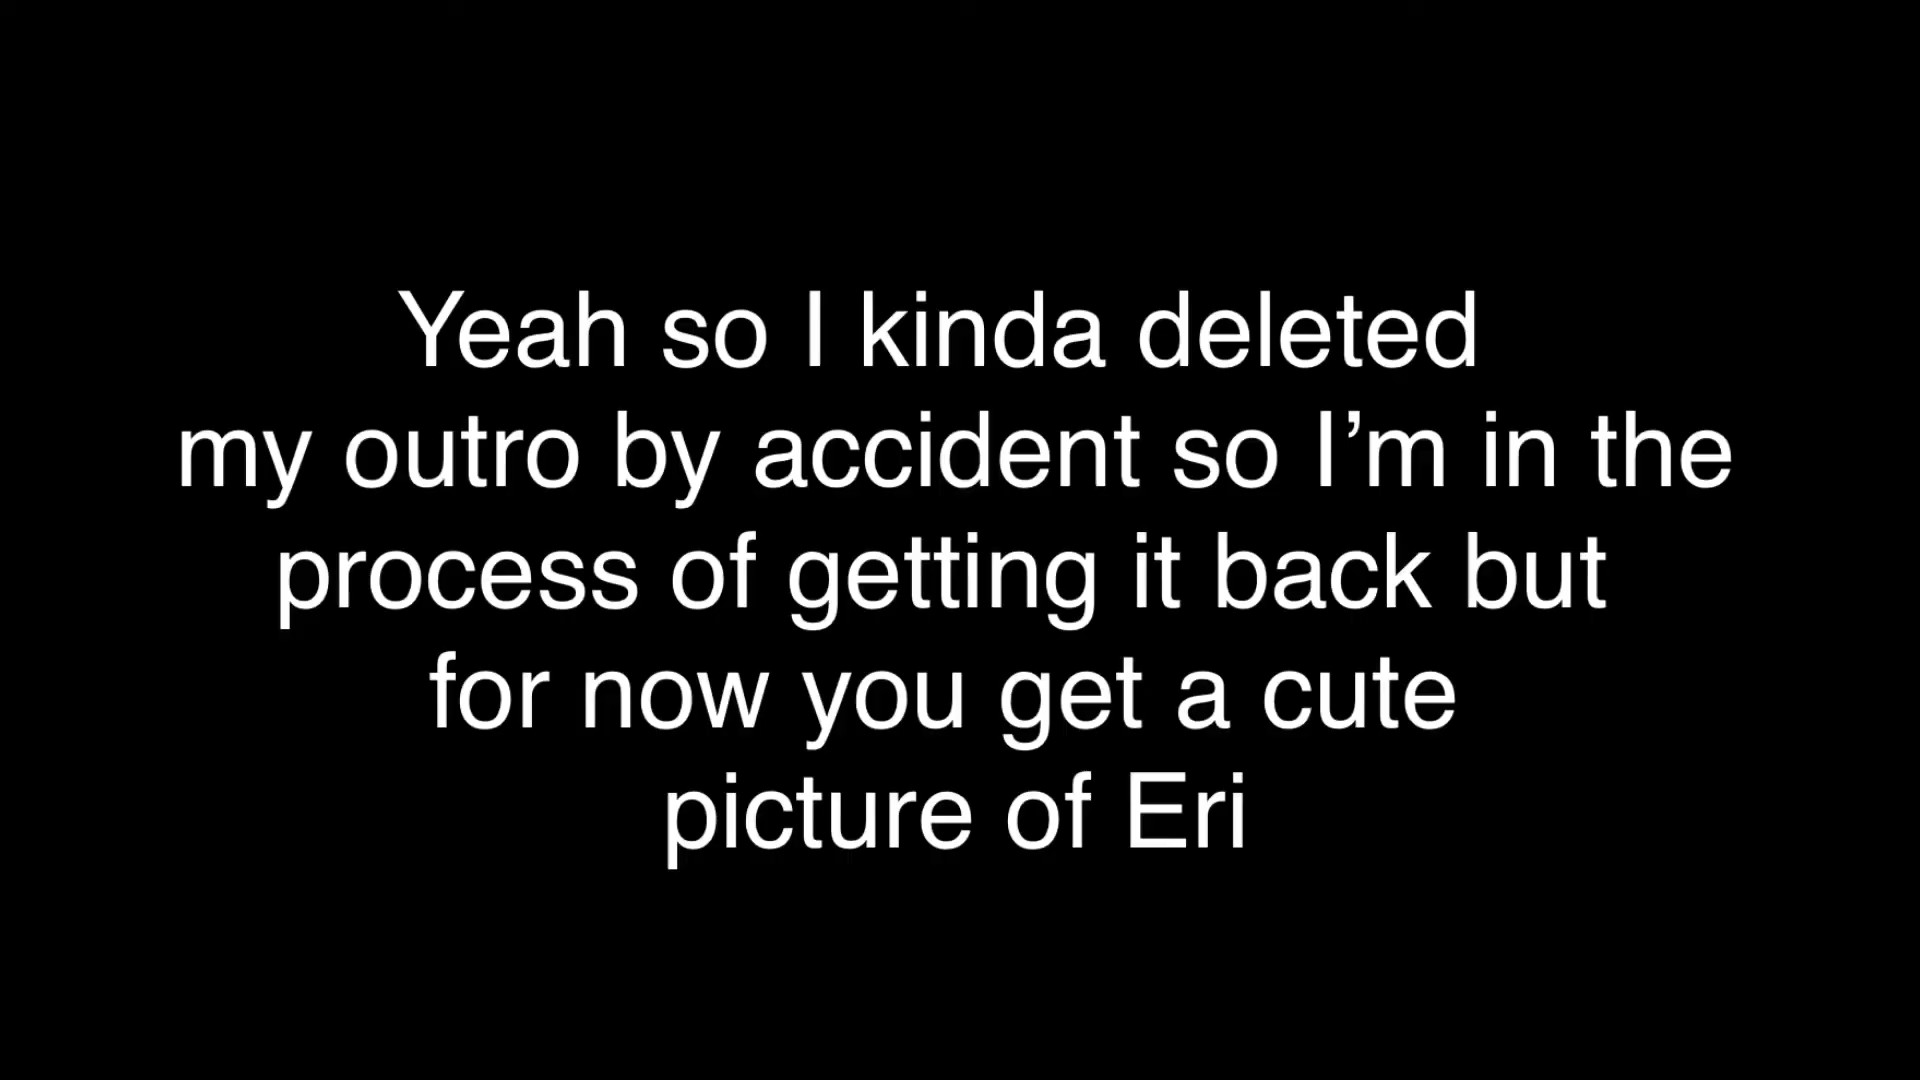 Yeah so I kinda deleted
my outro by accident so I’m in the
process of getting it back but
for now you get a cute
picture of Eri